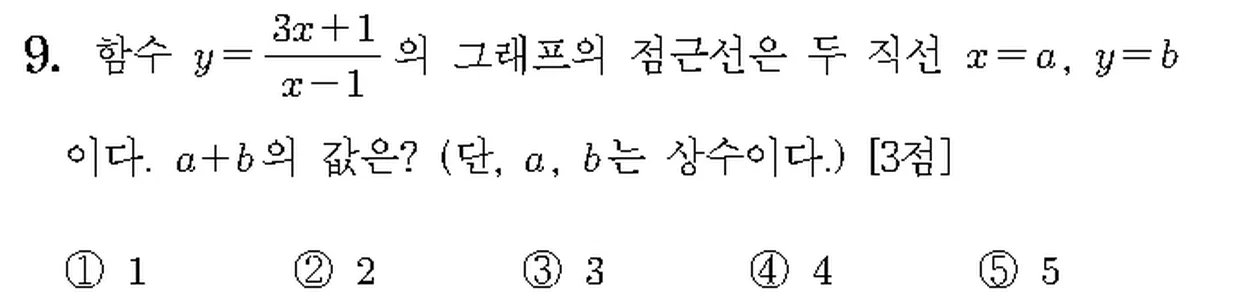 9. 함수 y=\frac{3x+1}{x-1}의 그래프의 점근선은 두 직선 x=a, y=b
이다. a+b의 값은? (단, a, b는 상수이다.) [3점]
① 1 ② 2 ③ 3 ④ 4 ⑤ 5